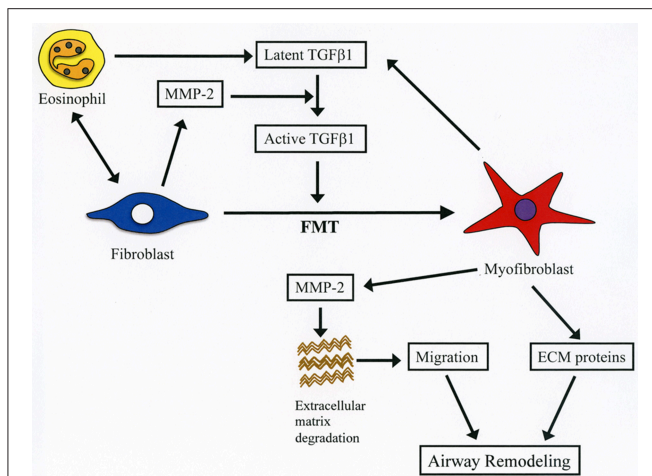 Latent TGFβ1
Eosinophil
MMP-2
Active TGFβ1
FMT
Fibroblast
Myofibroblast
MMP-2
Migration
ECM proteins
Extracellular
matrix
degradation
Airway Remodeling